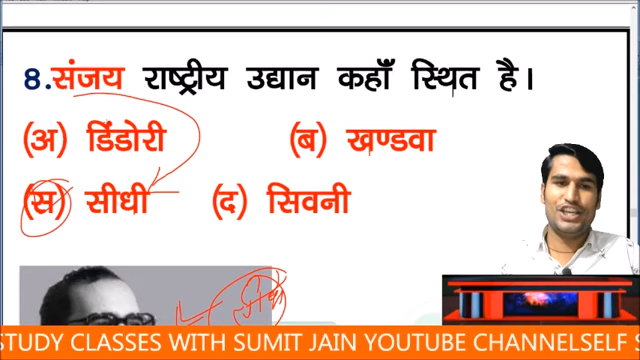 8.संजय राष्ट्रीय उद्यान कहाँ स्थित है।
(अ) डिंडोरी (ब) खण्डवा
(स) सीधी (द) सिवनी
STUDY CLASSES WITH SUMIT JAIN YOUTUBE CHANNELSELF S